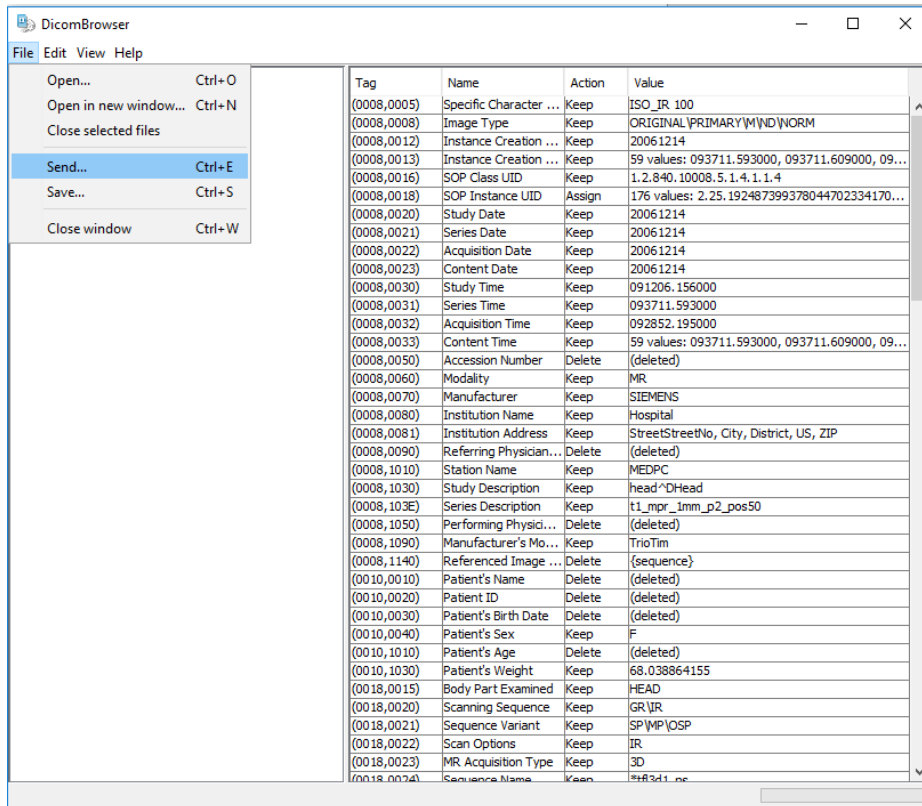 DicomBrowser
File Edit View Help
Open... Ctrl+O
Open in new window... Ctrl+N
Close selected files
Send... Ctrl+E
Save... Ctrl+S
Close window Ctrl+W
Tag Name Action Value
(0008,0005) Specific Character ... Keep ISO_IR 100
(0008,0008) Image Type Keep ORIGINAL\PRIMARY\M\ND\NORM
(0008,0012) Instance Creation ... Keep 20061214
(0008,0013) Instance Creation ... Keep 59 values: 093711.593000, 093711.609000, 09...
(0008,0016) SOP Class UID Keep 1.2.840.10008.5.1.4.1.1.4
(0008,0018) SOP Instance UID Assign 176 values: 2.25.192487399378044702334170...
(0008,0020) Study Date Keep 20061214
(0008,0021) Series Date Keep 20061214
(0008,0022) Acquisition Date Keep 20061214
(0008,0023) Content Date Keep 20061214
(0008,0030) Study Time Keep 091206.156000
(0008,0031) Series Time Keep 093711.593000
(0008,0032) Acquisition Time Keep 092852.195000
(0008,0033) Content Time Keep 59 values: 093711.593000, 093711.609000, 09...
(0008,0050) Accession Number Delete (deleted)
(0008,0060) Modality Keep MR
(0008,0070) Manufacturer Keep SIEMENS
(0008,0080) Institution Name Keep Hospital
(0008,0081) Institution Address Keep StreetStreetNo, City, District, US, ZIP
(0008,0090) Referring Physician... Delete (deleted)
(0008,1010) Station Name Keep MEDPC
(0008,1030) Study Description Keep head^DHead
(0008,103E) Series Description Keep t1_mpr_1mm_p2_pos50
(0008,1050) Performing Physici... Delete (deleted)
(0008,1090) Manufacturer's Mo... Keep TrioTim
(0008,1140) Referenced Image ... Delete {sequence}
(0010,0010) Patient's Name Delete (deleted)
(0010,0020) Patient ID Delete (deleted)
(0010,0030) Patient's Birth Date Delete (deleted)
(0010,0040) Patient's Sex Keep F
(0010,1010) Patient's Age Delete (deleted)
(0010,1030) Patient's Weight Keep 68.038864155
(0018,0015) Body Part Examined Keep HEAD
(0018,0020) Scanning Sequence Keep GR\IR
(0018,0021) Sequence Variant Keep SP\MP\OSP
(0018,0022) Scan Options Keep IR
(0018,0023) MR Acquisition Type Keep 3D
(0018,0024) Sequence Name Keep *tfl3d1_ns